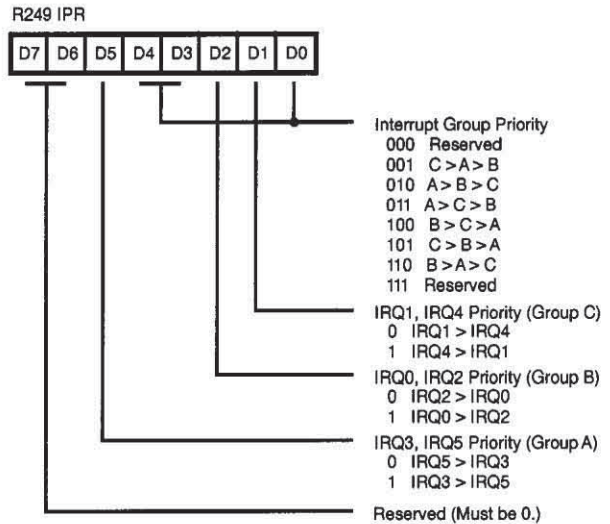 R249 IPR
D7 D6 D5 D4 D3 D2 D1 D0
Interrupt Group Priority
000 Reserved
001 C > A > B
010 A > B > C
011 A > C > B
100 B > C > A
101 C > B > A
110 B > A > C
111 Reserved
IRQ1, IRQ4 Priority (Group C)
0 IRQ1 > IRQ4
1 IRQ4 > IRQ1
IRQ0, IRQ2 Priority (Group B)
0 IRQ2 > IRQ0
1 IRQ0 > IRQ2
IRQ3, IRQ5 Priority (Group A)
0 IRQ5 > IRQ3
1 IRQ3 > IRQ5
Reserved (Must be 0.)